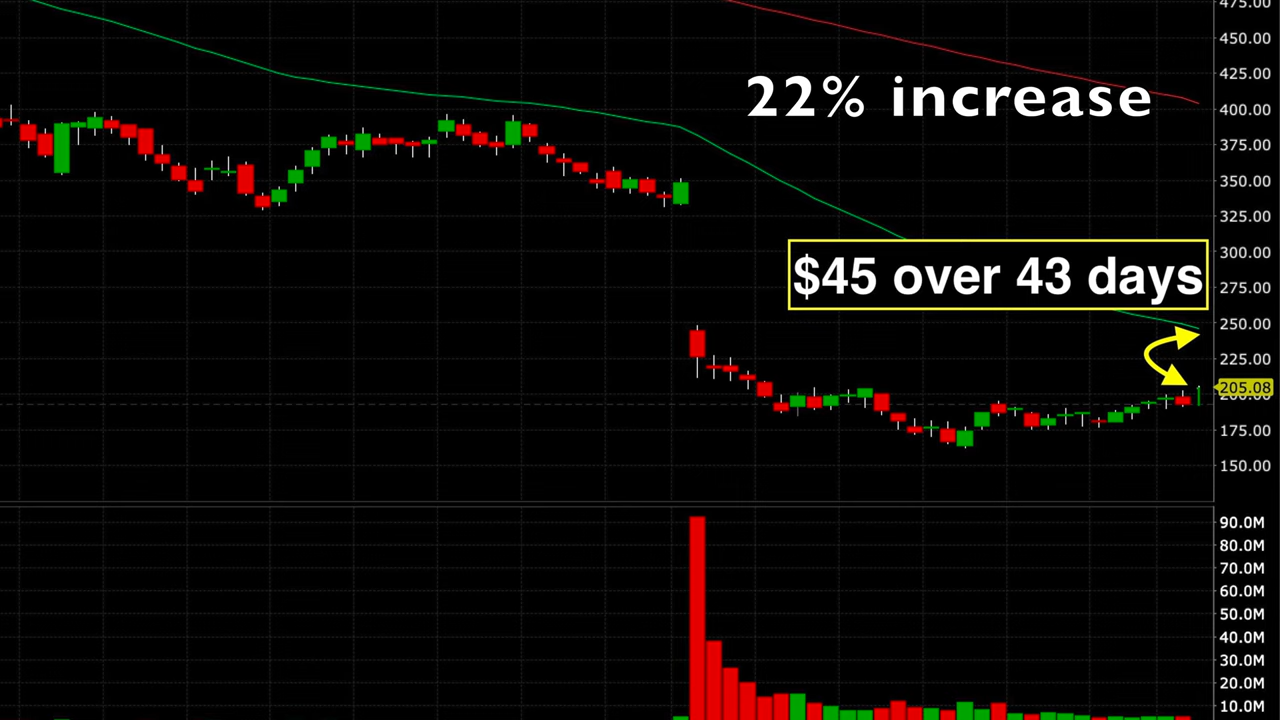 475.00
450.00
425.00
22% increase
400.00
375.00
350.00
325.00
300.00
$45 over 43 days
275.00
250.00
225.00
205.08
200.00
175.00
150.00
90.0M
80.0M
70.0M
60.0M
50.0M
40.0M
30.0M
20.0M
10.0M